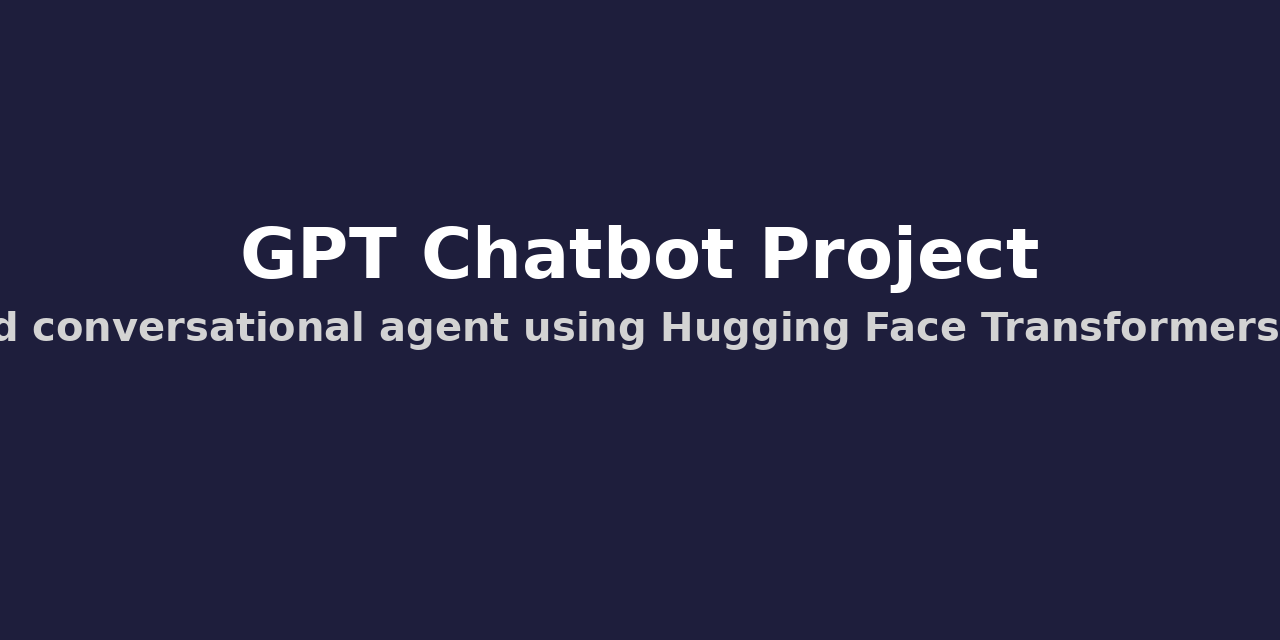 GPT Chatbot Project
d conversational agent using Hugging Face Transformers